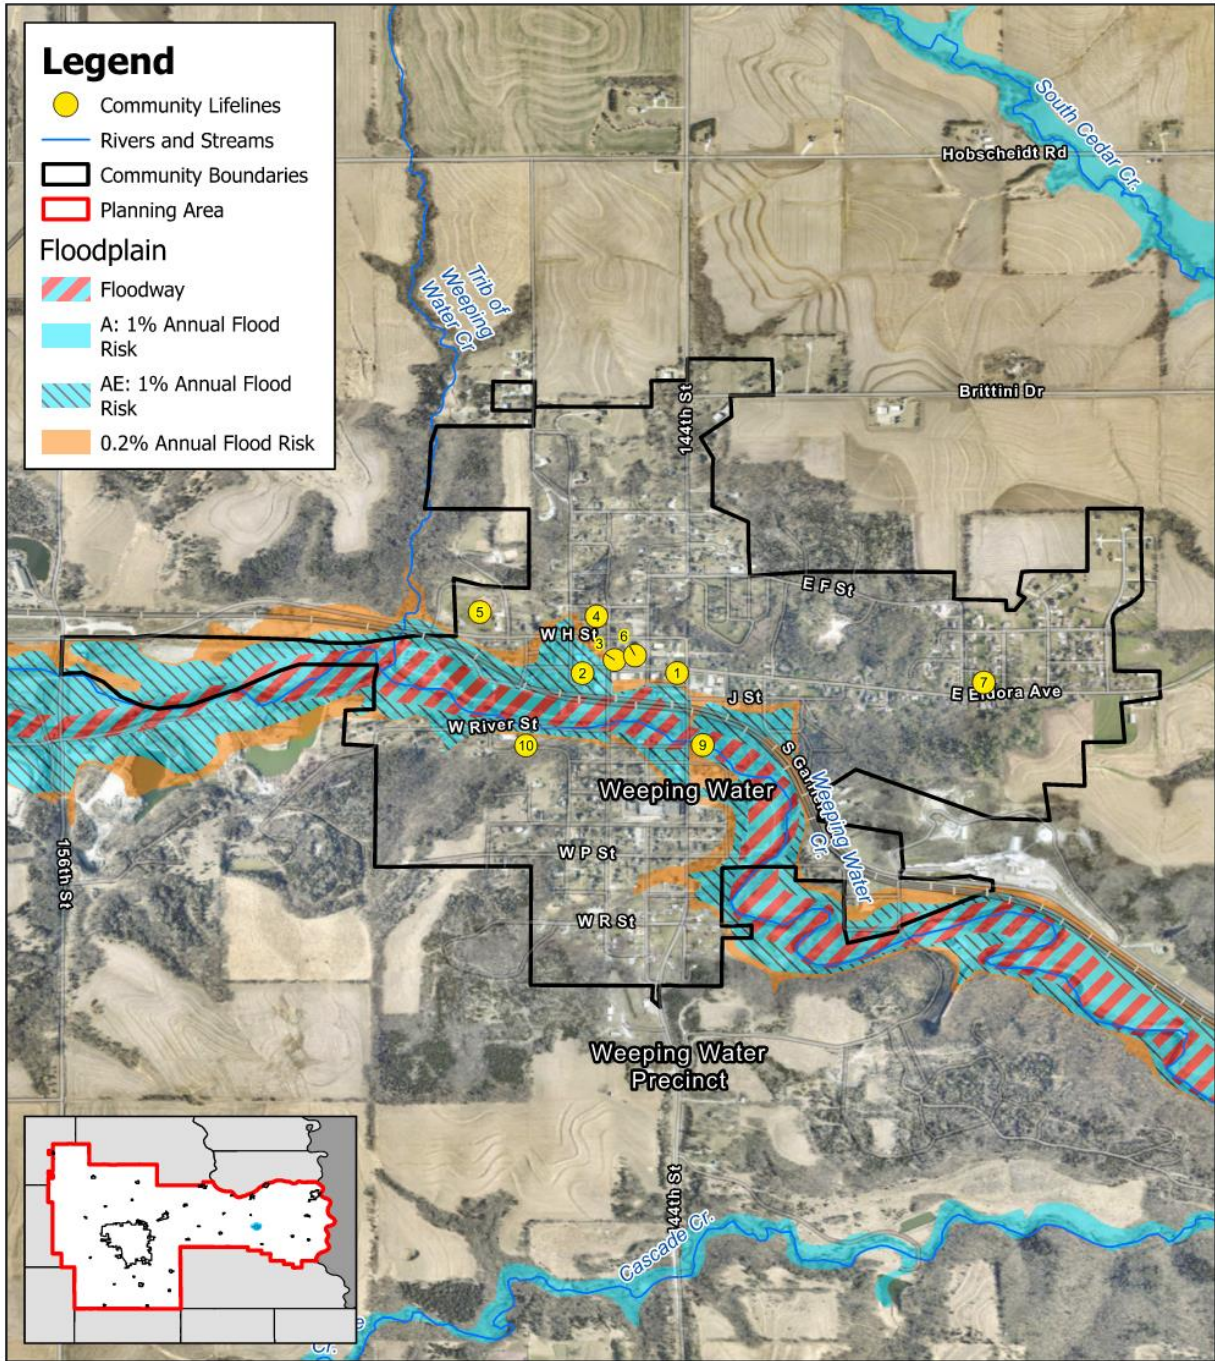 Legend
Community Lifelines
Rivers and Streams
Community Boundaries
Planning Area
Floodplain
Floodway
A: 1% Annual Flood
Risk
AE: 1% Annual Flood
Risk
0.2% Annual Flood Risk
South Cedar Cr.
Hobscheidt Rd
Trib of
Weeping
Water Cr
Brittini Dr
144th St
E F St
5
4
W H St
3
6
2
1
7
E Eldora Ave
J St
W River St
10
9
Weeping Water
Weeping Water
Cr.
156th St
W P St
W R St
Weeping Water
Precinct
144th St
Cascade Cr.
Cr.